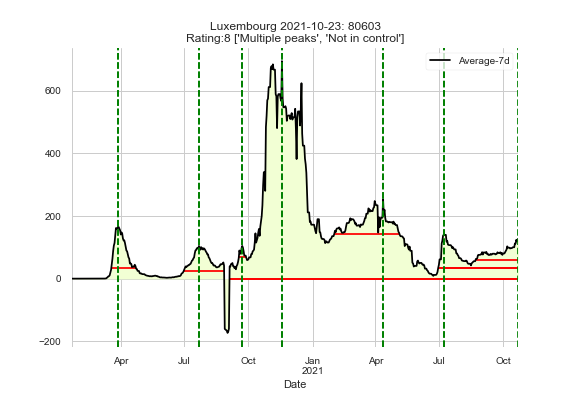 Luxembourg 2021-10-23: 80603
Rating:8 ['Multiple peaks', 'Not in control']
Average-7d
600
400
200
0
−200
Apr
Jul
Oct
Jan
2021
Apr
Jul
Oct
Date